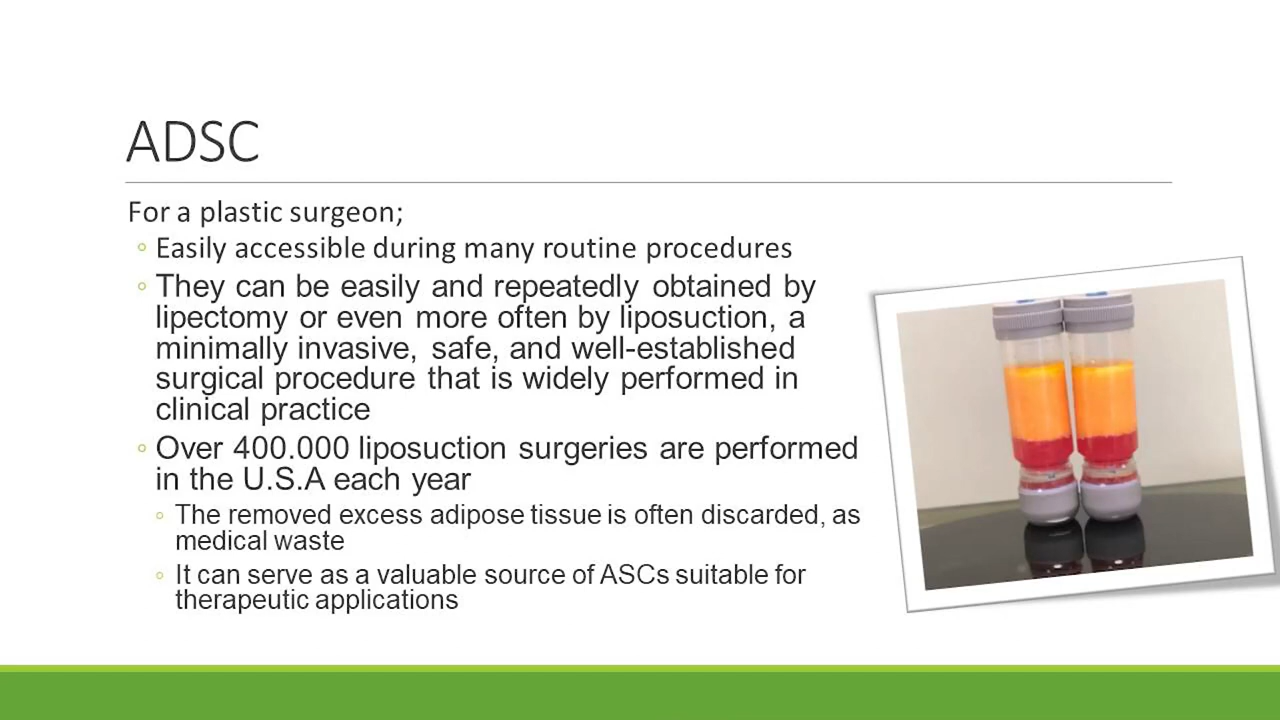 ADSC
For a plastic surgeon;
◦ Easily accessible during many routine procedures
◦ They can be easily and repeatedly obtained by
lipectomy or even more often by liposuction, a
minimally invasive, safe, and well-established
surgical procedure that is widely performed in
clinical practice
◦ Over 400.000 liposuction surgeries are performed
in the U.S.A each year
◦ The removed excess adipose tissue is often discarded, as
medical waste
◦ It can serve as a valuable source of ASCs suitable for
therapeutic applications